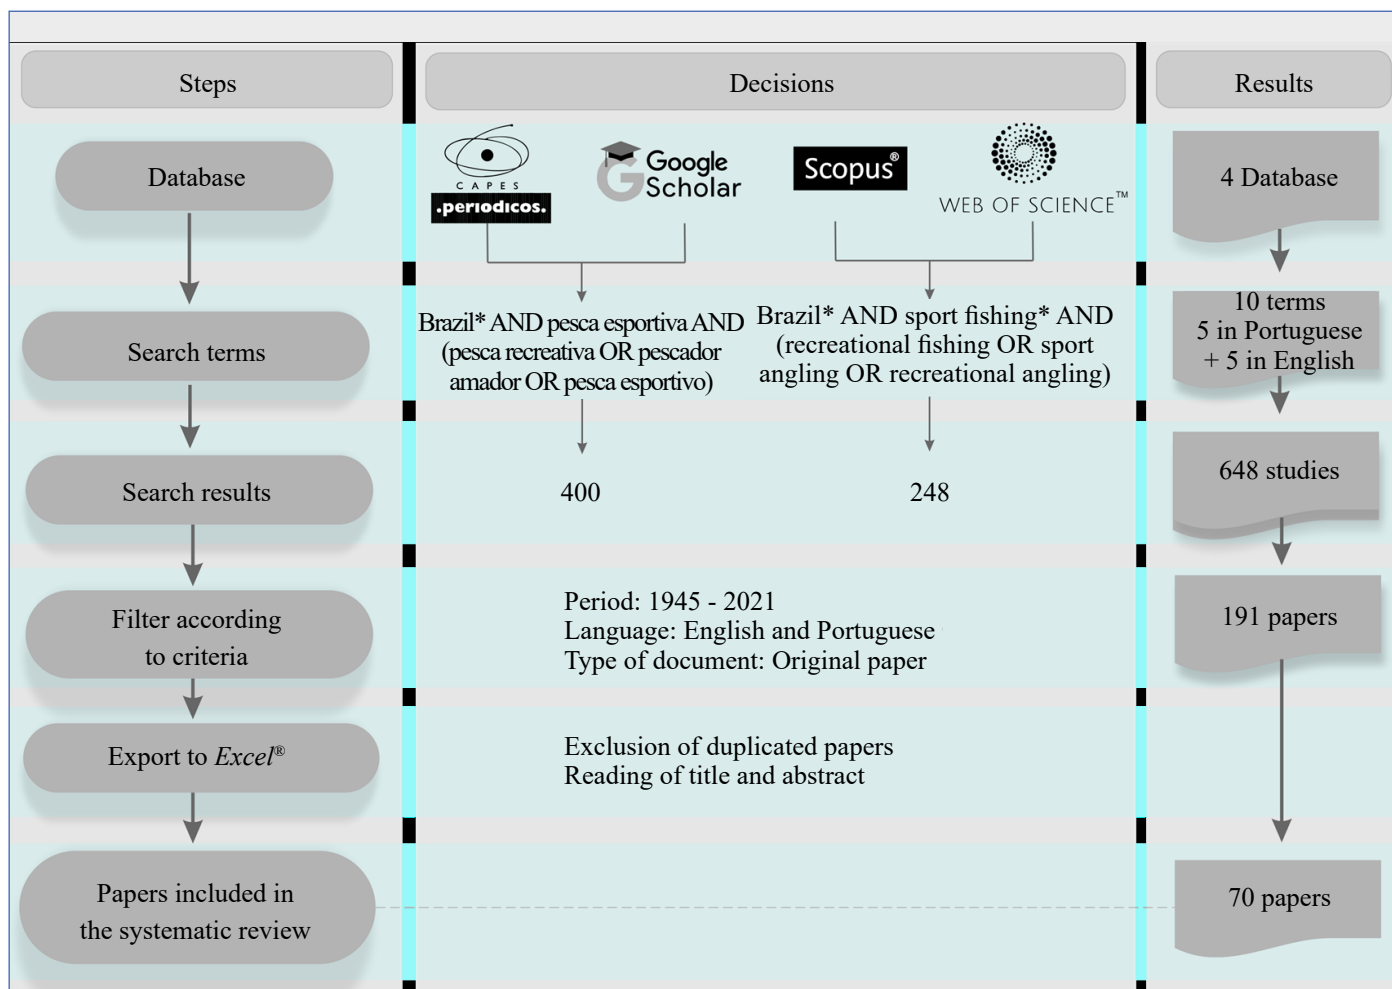 Steps
Decisions
Results
Database
CAPES
.periodicos.
Google
Scholar
Scopus®
WEB OF SCIENCE™
4 Database
Search terms
Brazil* AND pesca esportiva AND
(pesca recreativa OR pescador
amador OR pesca esportivo)
Brazil* AND sport fishing* AND
(recreational fishing OR sport
angling OR recreational angling)
10 terms
5 in Portuguese
+ 5 in English
Search results
400
248
648 studies
Filter according
to criteria
Period: 1945 - 2021
Language: English and Portuguese
Type of document: Original paper
191 papers
Export to Excel®
Exclusion of duplicated papers
Reading of title and abstract
Papers included in
the systematic review
70 papers